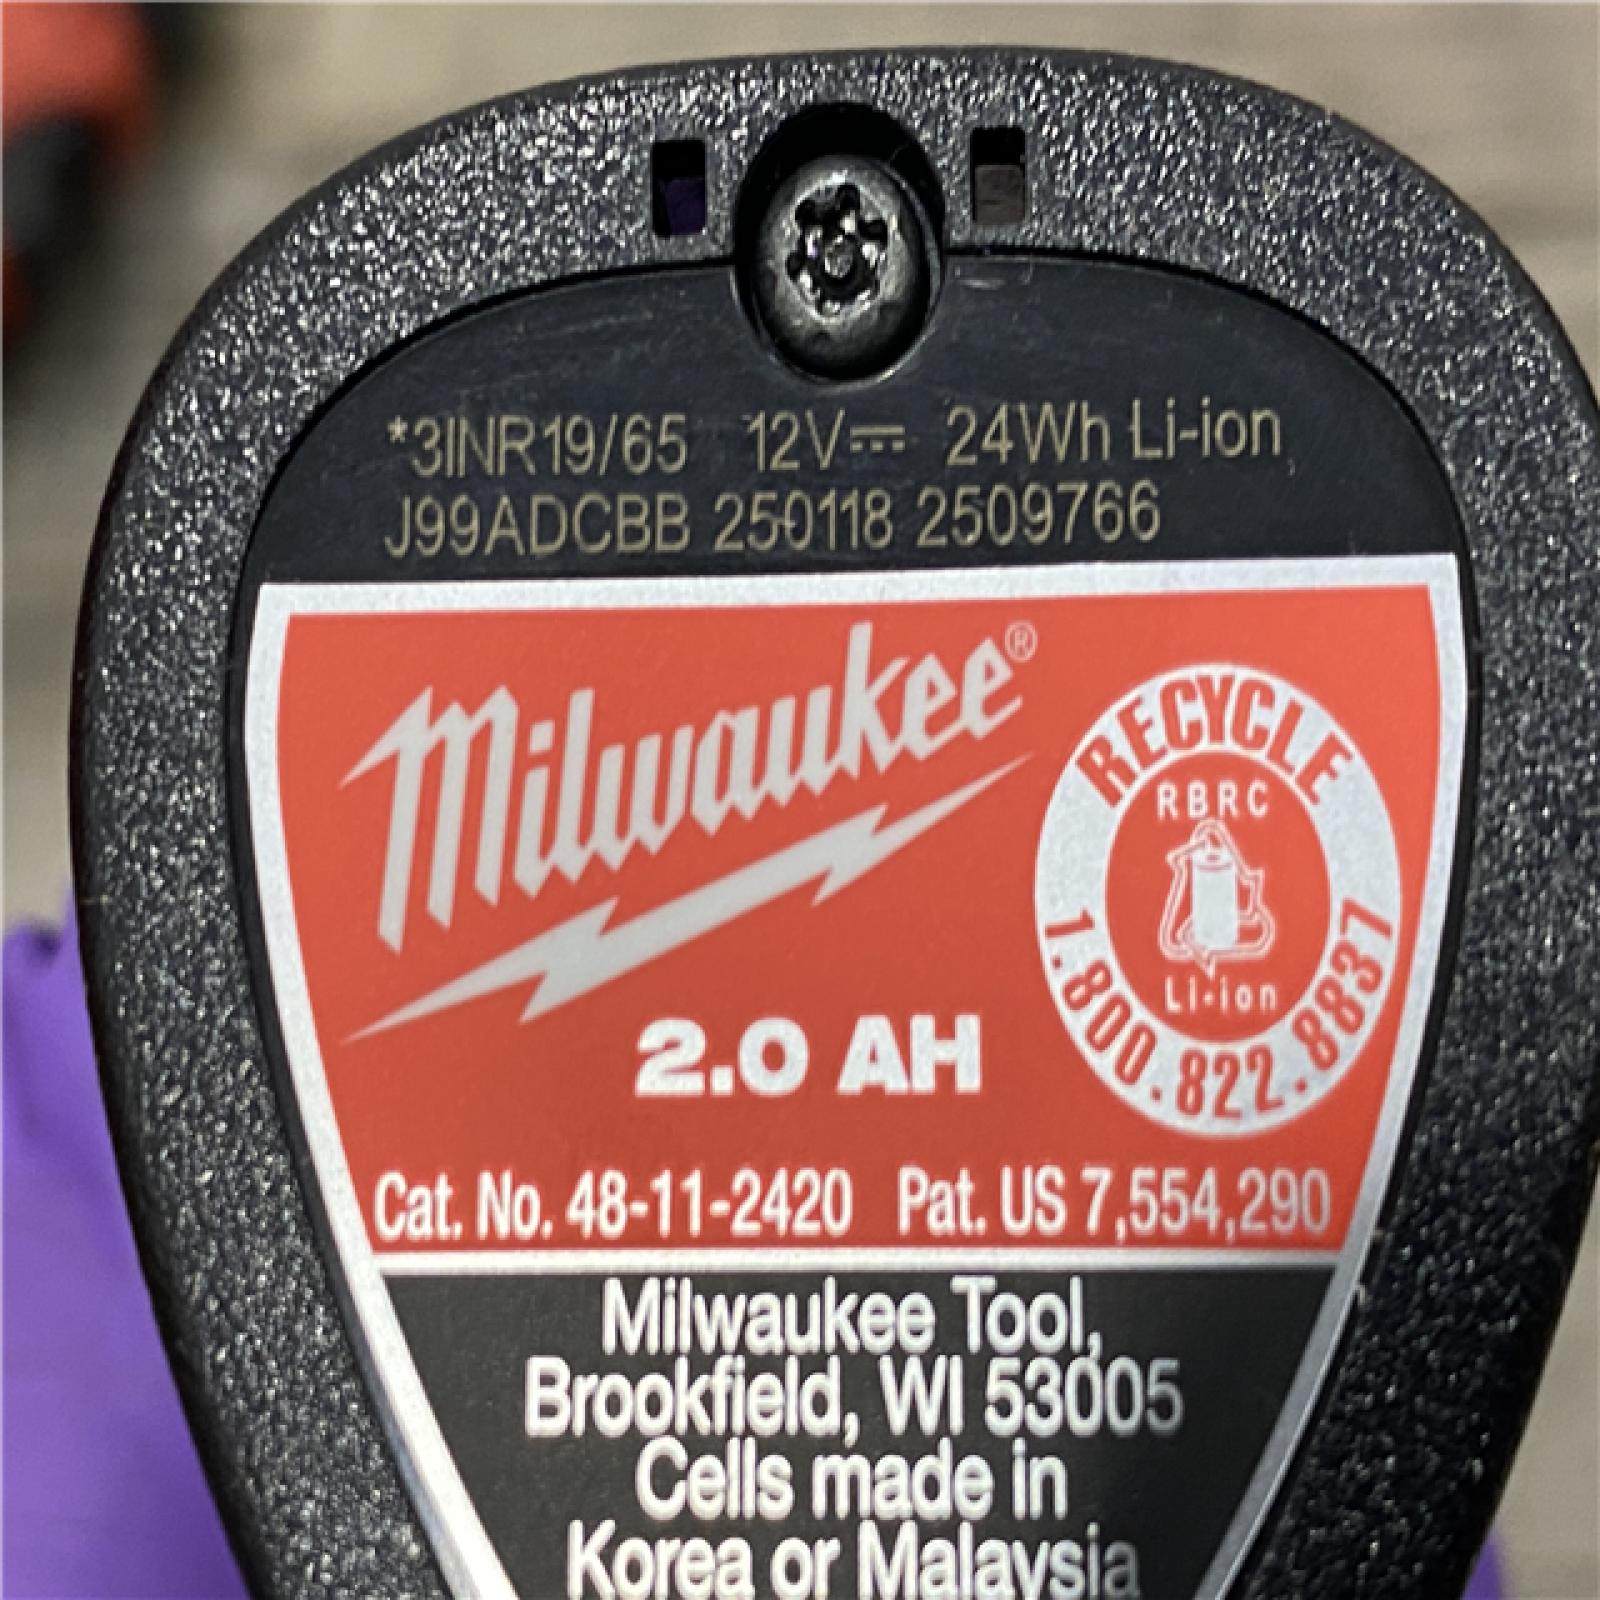 *3INR19/65 12V⎓ 24Wh Li-ion
J99ADCBB 250118 2509766
Milwaukee®
RECYCLE
RBRC
Li-ion
1.800.822.8837
2.0 AH
Cat. No. 48-11-2420 Pat. US 7,554,290
Milwaukee Tool,
Brookfield, WI 53005
Cells made in
Korea or Malaysia